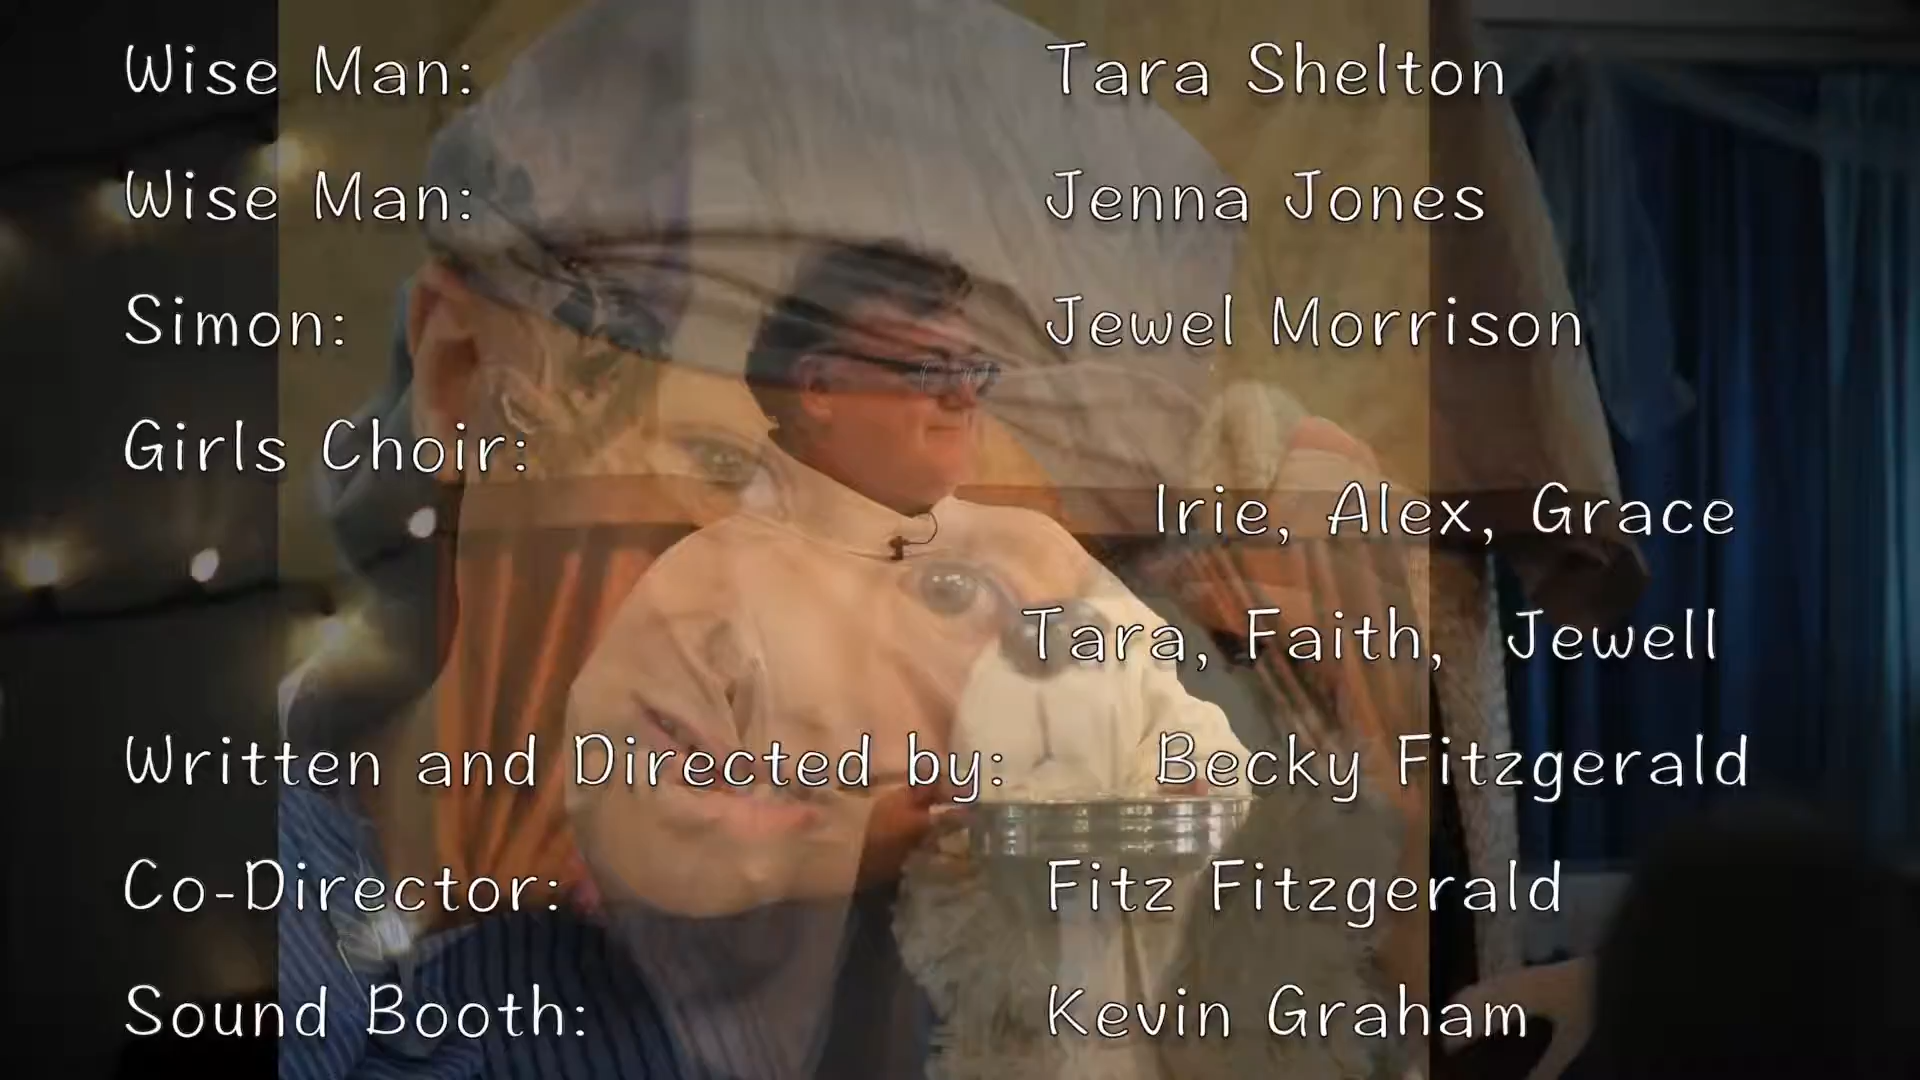 Wise Man: Tara Shelton
Wise Man: Jenna Jones
Simon: Jewel Morrison
Girls Choir:
Irie, Alex, Grace
Tara, Faith, Jewell
Written and Directed by: Becky Fitzgerald
Co-Director: Fitz Fitzgerald
Sound Booth: Kevin Graham